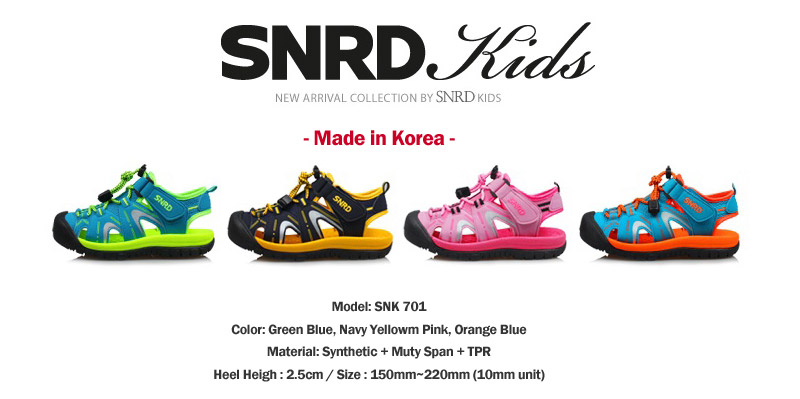 SNRD Kids
NEW ARRIVAL COLLECTION BY SNRD KIDS
- Made in Korea -
SNRD SNRD SNRD SNRD
Model: SNK 701
Color: Green Blue, Navy Yellowm Pink, Orange Blue
Material: Synthetic + Muty Span + TPR
Heel Heigh : 2.5cm / Size : 150mm~220mm (10mm unit)